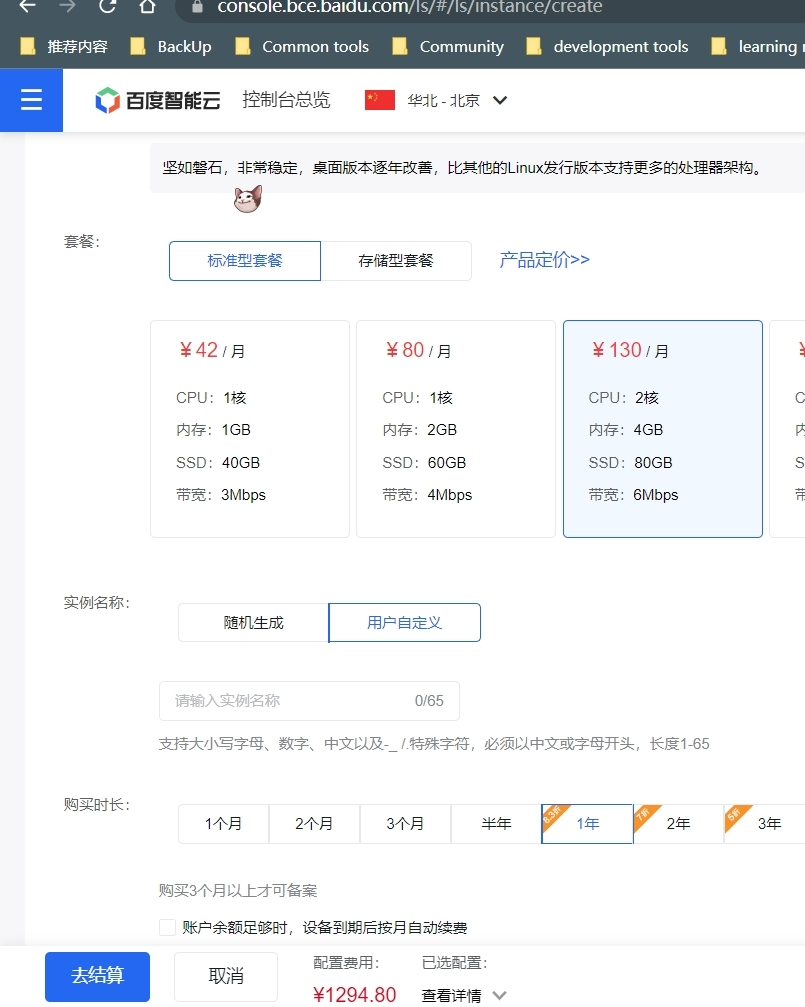 console.bce.baidu.com/ls/#/ls/instance/create
推荐内容 BackUp Common tools Community development tools learning
百度智能云 控制台总览 华北 - 北京
坚如磐石，非常稳定，桌面版本逐年改善，比其他的Linux发行版本支持更多的处理器架构。
套餐：
标准型套餐 存储型套餐 产品定价>>
¥ 42 / 月 ¥ 80 / 月 ¥ 130 / 月 ¥
CPU：1核 CPU：1核 CPU：2核 C
内存：1GB 内存：2GB 内存：4GB 内
SSD：40GB SSD：60GB SSD：80GB S
带宽：3Mbps 带宽：4Mbps 带宽：6Mbps 带
实例名称：
随机生成 用户自定义
请输入实例名称 0/65
支持大小写字母、数字、中文以及-_ /.特殊字符，必须以中文或字母开头，长度1-65
购买时长：
1个月 2个月 3个月 半年 8.3折 1年 7折 2年 5折 3年
购买3个月以上才可备案
账户余额足够时，设备到期后按月自动续费
去结算 取消 配置费用： 已选配置：
¥1294.80 查看详情